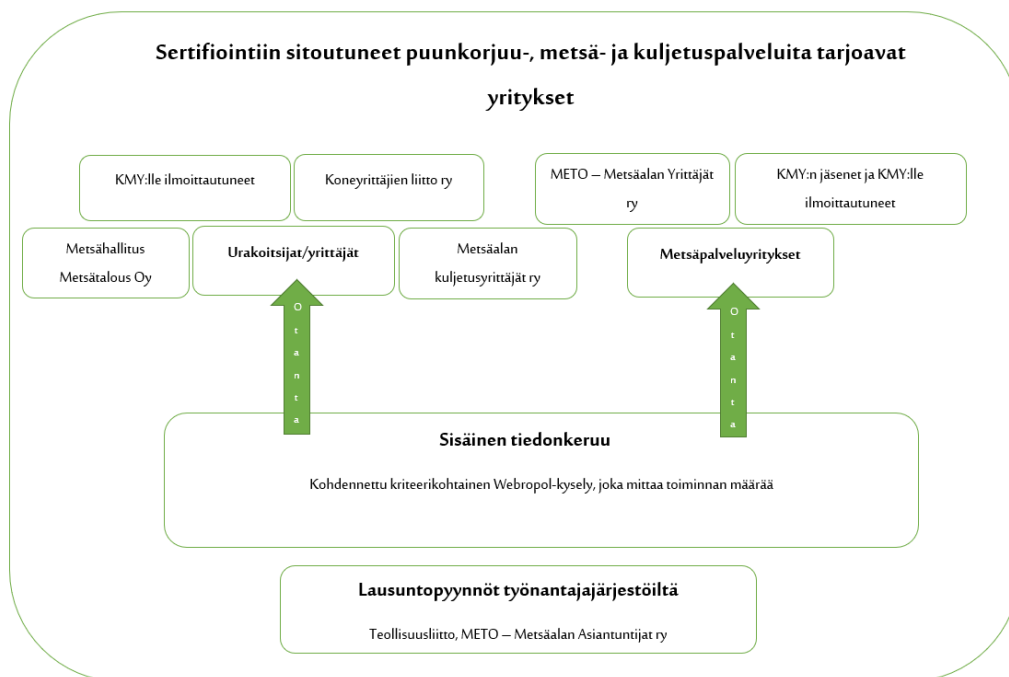 Sertifiointiin sitoutuneet puunkorjuu-, metsä- ja kuljetuspalveluita tarjoavat
yritykset
KMY:lle ilmoittautuneet
Koneyrittäjien liitto ry
METO – Metsäalan Yrittäjät
ry
KMY:n jäsenet ja KMY:lle
ilmoittautuneet
Metsähallitus
Metsätalous Oy
Urakoitsijat/yrittäjät
Metsäalan
kuljetusyrittäjät ry
Metsäpalveluyritykset
O
t
a
n
t
a
O
t
a
n
t
a
Sisäinen tiedonkeruu
Kohdennettu kriteerikohtainen Webropol-kysely, joka mittaa toiminnan määrää
Lausuntopyynnöt työnantajajärjestöiltä
Teollisuusliitto, METO – Metsäalan Asiantuntijat ry